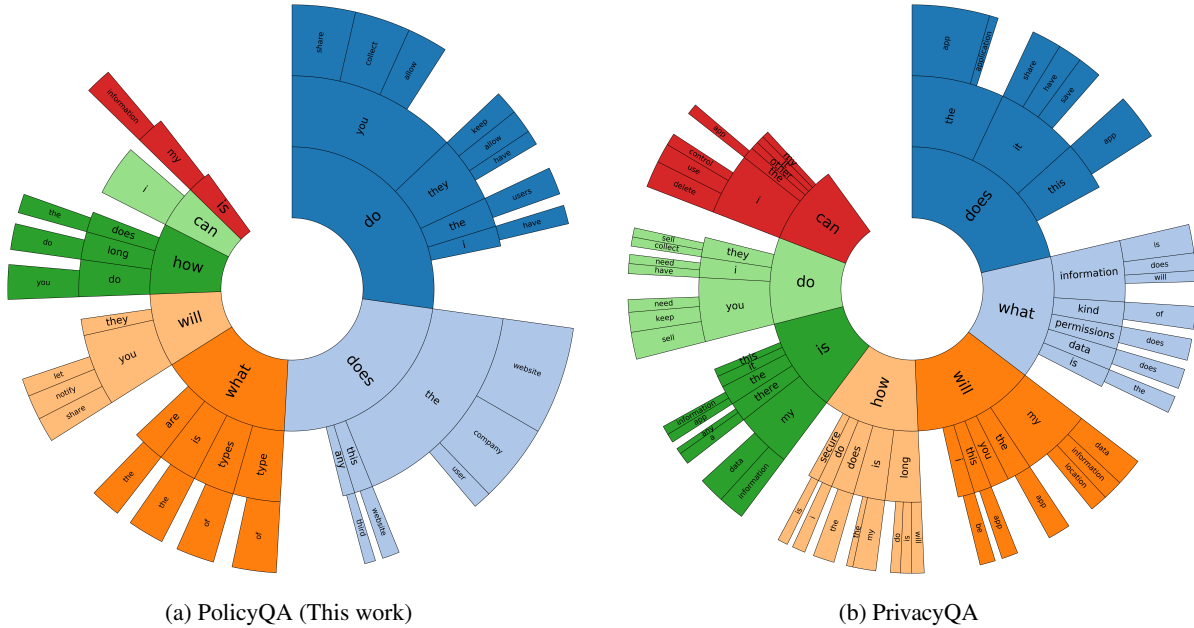 do
you
share
collect
allow
they
keep
allow
have
the
users
i
have
does
the
website
company
user
this
website
any
third
what
type
of
types
of
is
the
are
the
will
you
share
notify
let
they
how
do
you
long
do
does
the
can
i
is
my
information
(a) PolicyQA (This work)
does
the
app
application
it
share
have
save
this
app
what
information
is
does
will
kind
of
permissions
does
data
does
is
the
will
my
data
information
location
the
app
you
this
app
i
be
how
long
will
is
do
is
my
the
does
the
do
i
secure
is
is
my
information
data
there
a
any
the
app
information
it
this
do
you
sell
keep
need
i
have
need
they
collect
sell
can
i
delete
use
control
app
the
other
my
(b) PrivacyQA